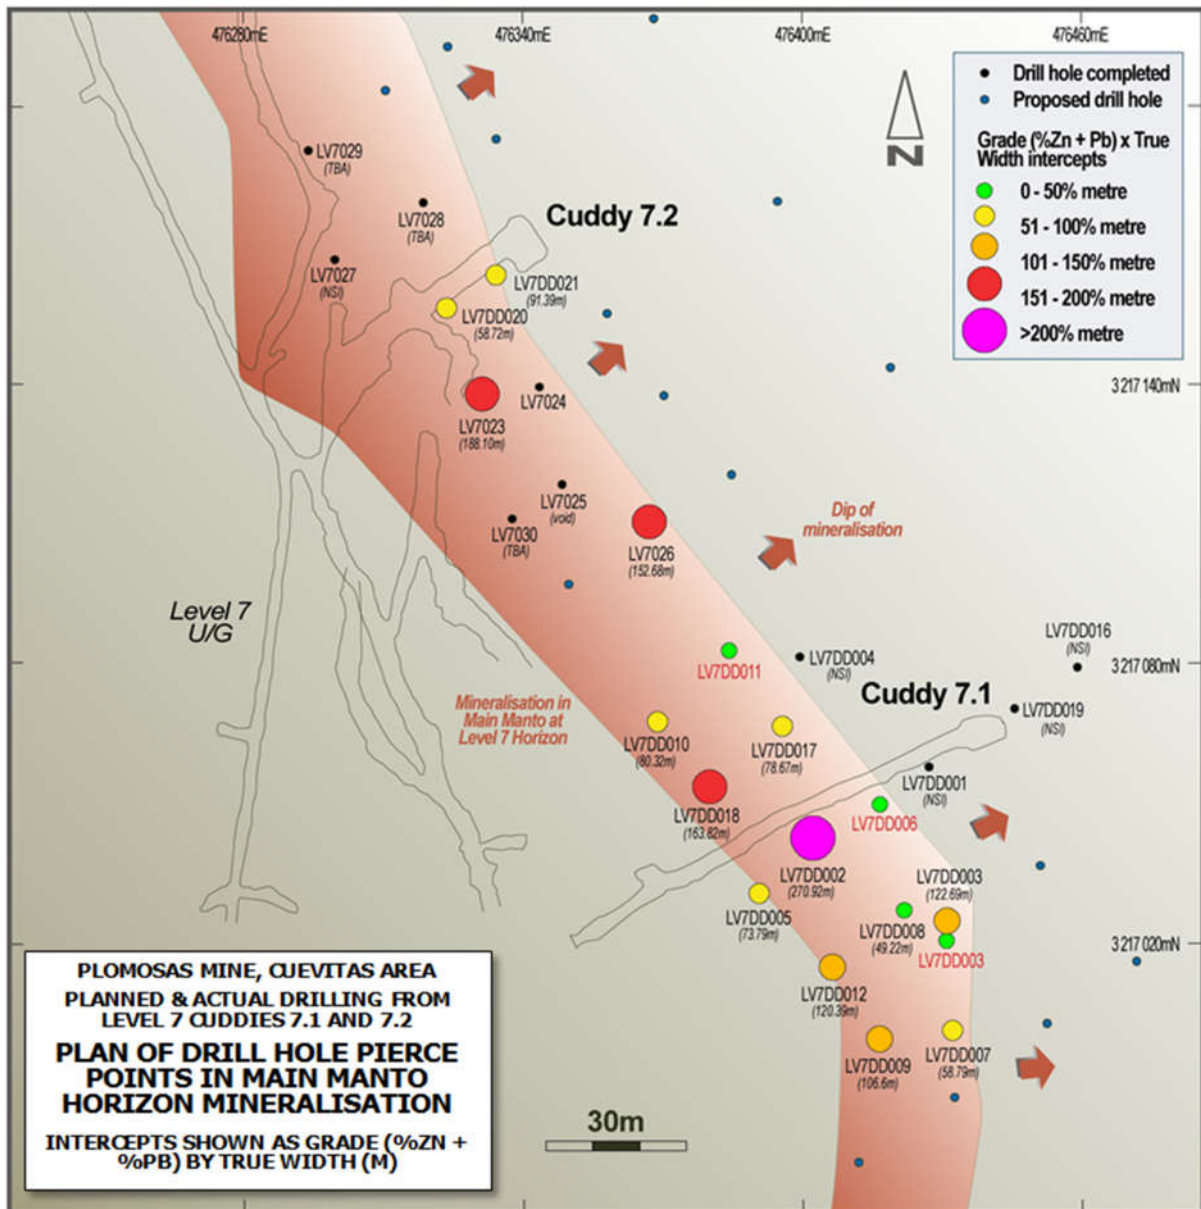 476280mE
476340mE
476400mE
476460mE
Drill hole completed
Proposed drill hole
Grade (%Zn + Pb) x True
Width intercepts
0 - 50% metre
51 - 100% metre
101 - 150% metre
151 - 200% metre
>200% metre
N
LV7029
(TBA)
LV7028
(TBA)
Cuddy 7.2
LV7027
(NSI)
LV7DD021
(91.39m)
LV7DD020
(58.72m)
3 217 140mN
LV7024
LV7023
(188.10m)
LV7025
(void)
LV7030
(TBA)
LV7026
(152.68m)
Dip of
mineralisation
Level 7
U/G
LV7DD016
(NSI)
LV7DD011
LV7DD004
(NSI)
3 217 080mN
Cuddy 7.1
Mineralisation in
Main Manto at
Level 7 Horizon
LV7DD019
(NSI)
LV7DD010
(80.32m)
LV7DD017
(78.67m)
LV7DD001
(NSI)
LV7DD018
(163.82m)
LV7DD006
LV7DD002
(270.92m)
LV7DD003
(122.69m)
LV7DD005
(73.79m)
LV7DD008
(49.22m)
LV7DD003
3 217 020mN
LV7DD012
(120.39m)
LV7DD009
(106.6m)
LV7DD007
(58.79m)
30m
PLOMOSAS MINE, CUEVITAS AREA
PLANNED & ACTUAL DRILLING FROM
LEVEL 7 CUDDIES 7.1 AND 7.2
PLAN OF DRILL HOLE PIERCE
POINTS IN MAIN MANTO
HORIZON MINERALISATION
INTERCEPTS SHOWN AS GRADE (%ZN +
%PB) BY TRUE WIDTH (M)